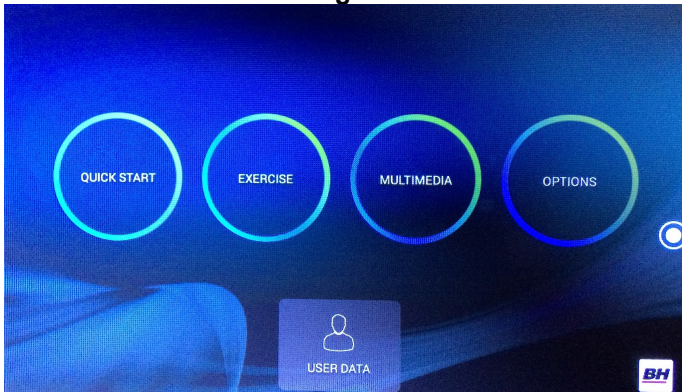 QUICK START
EXERCISE
MULTIMEDIA
OPTIONS
USER DATA
BH